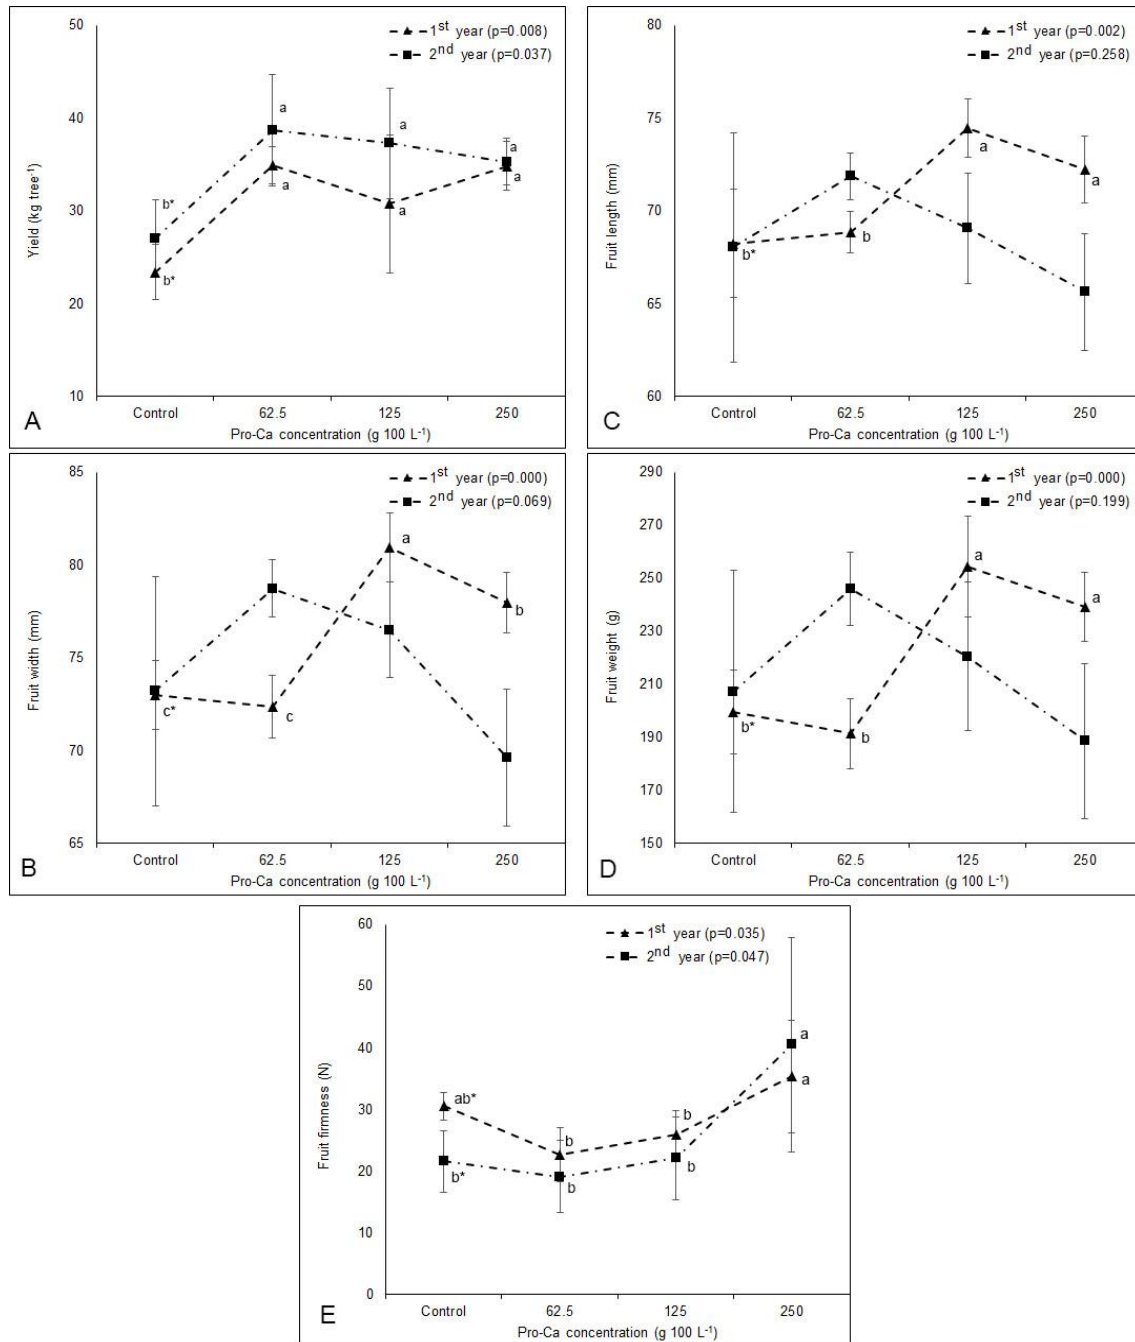 50
40
30
20
10
Yield (kg tree⁻¹)
1st year (p=0.008)
2nd year (p=0.037)
b*
b*
a
a
a
a
a
a
A
Control 62.5 125 250
Pro-Ca concentration (g 100 L⁻¹)
80
75
70
65
60
Fruit length (mm)
1st year (p=0.002)
2nd year (p=0.258)
b*
b
a
a
C
Control 62.5 125 250
Pro-Ca concentration (g 100 L⁻¹)
85
80
75
70
65
Fruit width (mm)
1st year (p=0.000)
2nd year (p=0.069)
c*
c
a
b
B
Control 62.5 125 250
Pro-Ca concentration (g 100 L⁻¹)
290
270
250
230
210
190
170
150
Fruit weight (g)
1st year (p=0.000)
2nd year (p=0.199)
b*
b
a
a
D
Control 62.5 125 250
Pro-Ca concentration (g 100 L⁻¹)
60
50
40
30
20
10
0
Fruit firmness (N)
1st year (p=0.035)
2nd year (p=0.047)
ab*
b*
b
b
b
b
a
a
E
Control 62.5 125 250
Pro-Ca concentration (g 100 L⁻¹)